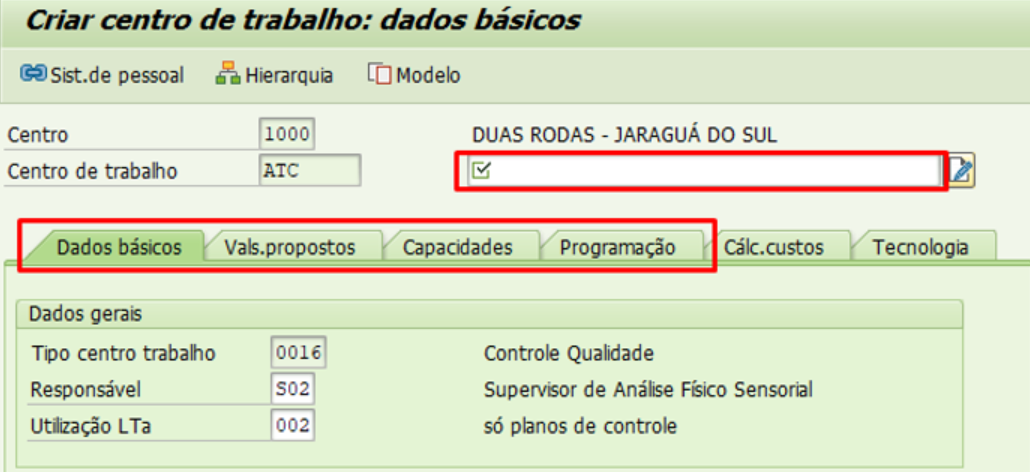 Criar centro de trabalho: dados básicos
Sist.de pessoal Hierarquia Modelo
Centro 1000 DUAS RODAS - JARAGUÁ DO SUL
Centro de trabalho ATC
Dados básicos Vals.propostos Capacidades Programação Cálc.custos Tecnologia
Dados gerais
Tipo centro trabalho 0016 Controle Qualidade
Responsável S02 Supervisor de Análise Físico Sensorial
Utilização LTa 002 só planos de controle